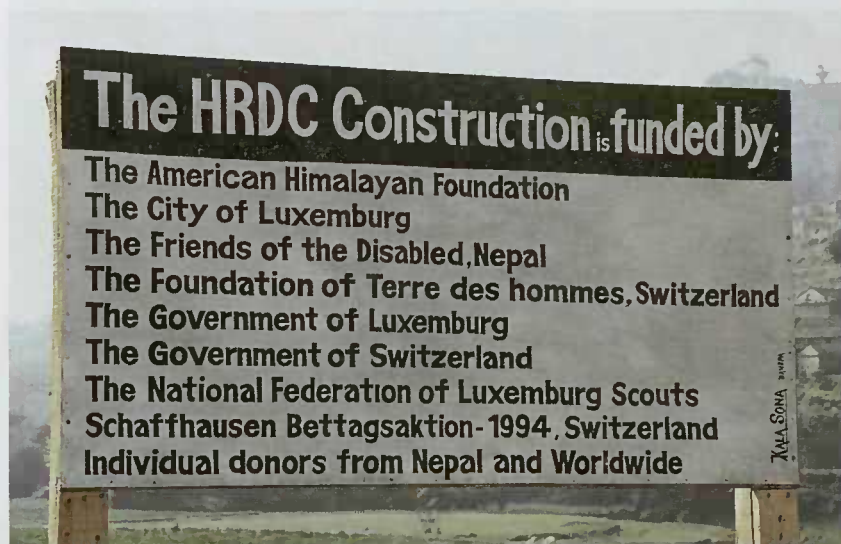 The HRDC Construction is funded by:
The American Himalayan Foundation
The City of Luxemburg
The Friends of the Disabled, Nepal
The Foundation of Terre des hommes, Switzerland
The Government of Luxemburg
The Government of Switzerland
The National Federation of Luxemburg Scouts
Schaffhausen Bettagsaktion-1994, Switzerland
Individual donors from Nepal and Worldwide
KALA SONA